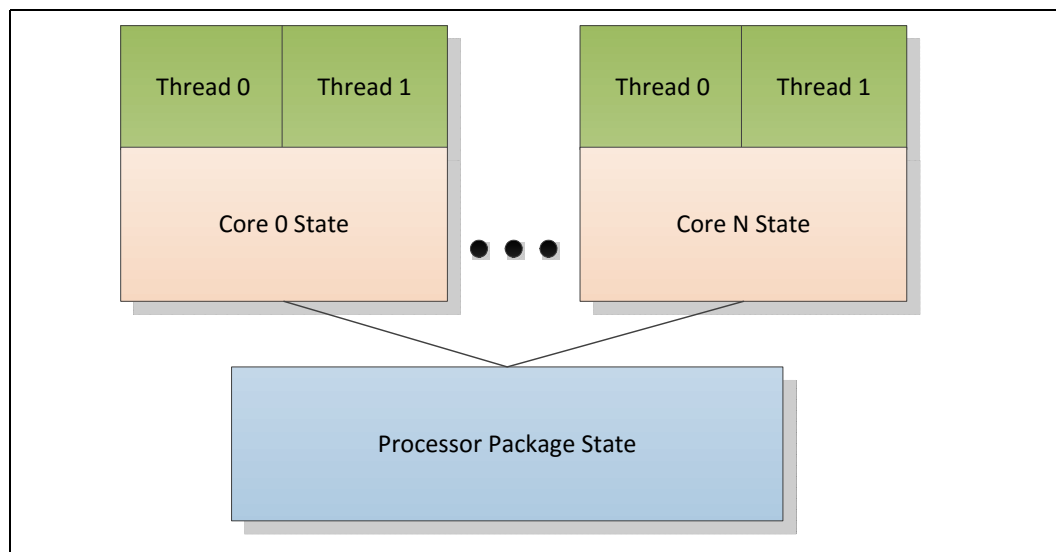 Thread 0
Thread 1
Thread 0
Thread 1
Core 0 State
Core N State
Processor Package State